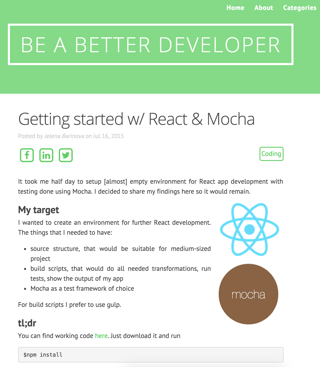 Home About Categories
BE A BETTER DEVELOPER
Getting started w/ React & Mocha
Posted by Jelena Barinova on Jul 16, 2015
Coding
It took me half day to setup [almost] empty environment for React app development with
testing done using Mocha. I decided to share my findings here so it would remain.
My target
I wanted to create an environment for further React development.
The things that I needed to have:
• source structure, that would be suitable for medium-sized
project
• build scripts, that would do all needed transformations, run
tests, show the output of my app
• Mocha as a test framework of choice
mocha
For build scripts I prefer to use gulp.
tl;dr
You can find working code here. Just download it and run
$npm install